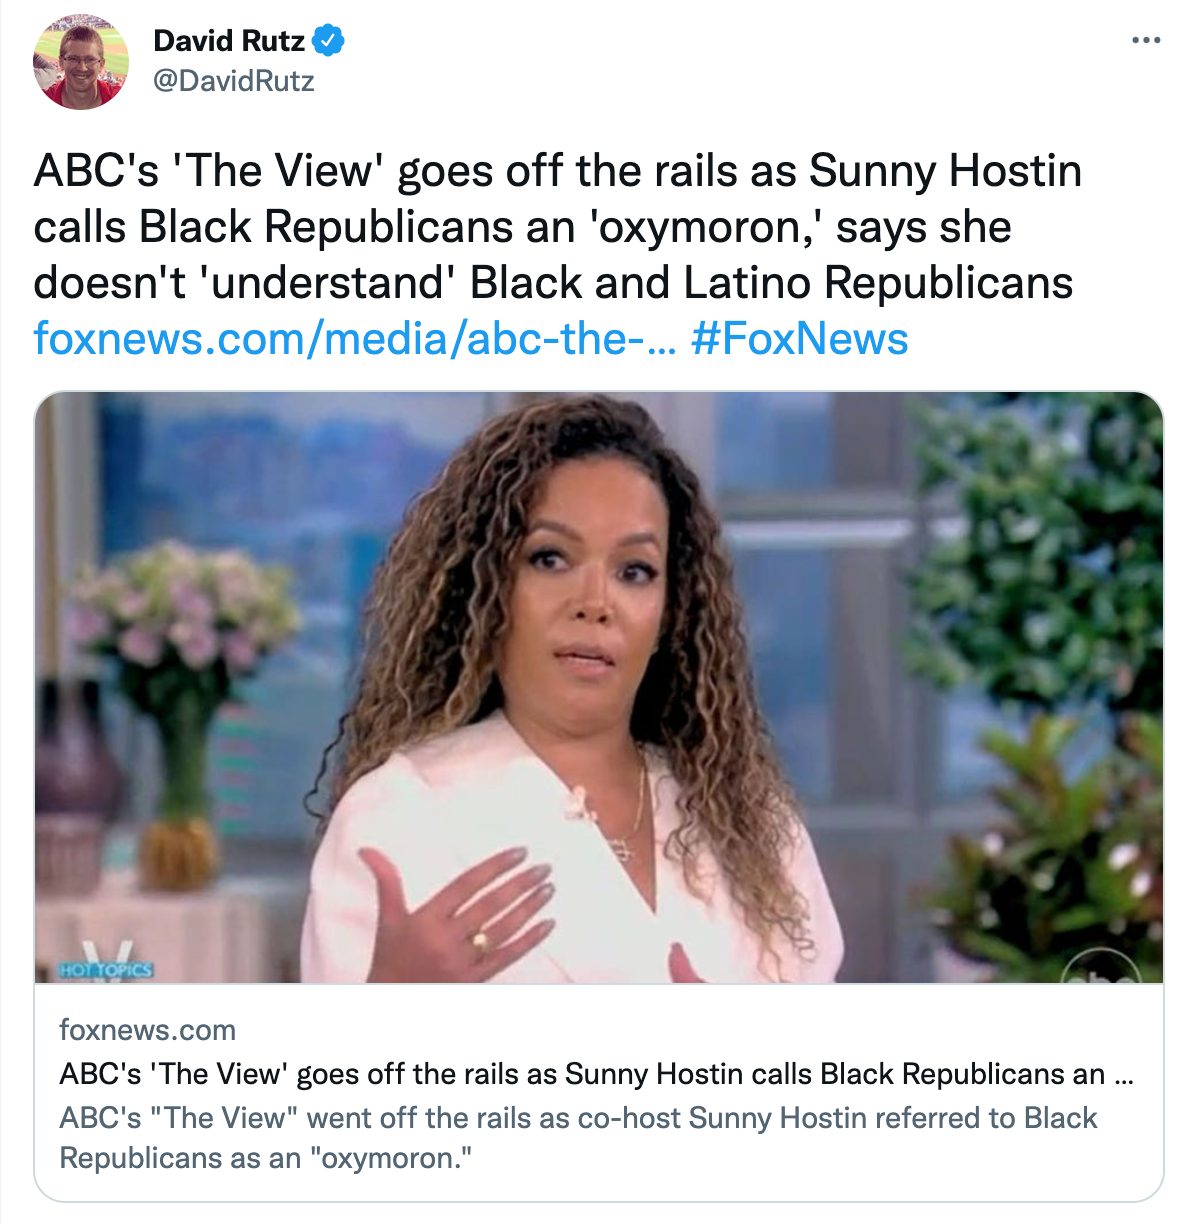 David Rutz
@DavidRutz
ABC's 'The View' goes off the rails as Sunny Hostin
calls Black Republicans an 'oxymoron,' says she
doesn't 'understand' Black and Latino Republicans
foxnews.com/media/abc-the-... #FoxNews
V
HOT TOPICS
abc
foxnews.com
ABC's 'The View' goes off the rails as Sunny Hostin calls Black Republicans an ...
ABC's "The View" went off the rails as co-host Sunny Hostin referred to Black
Republicans as an "oxymoron."